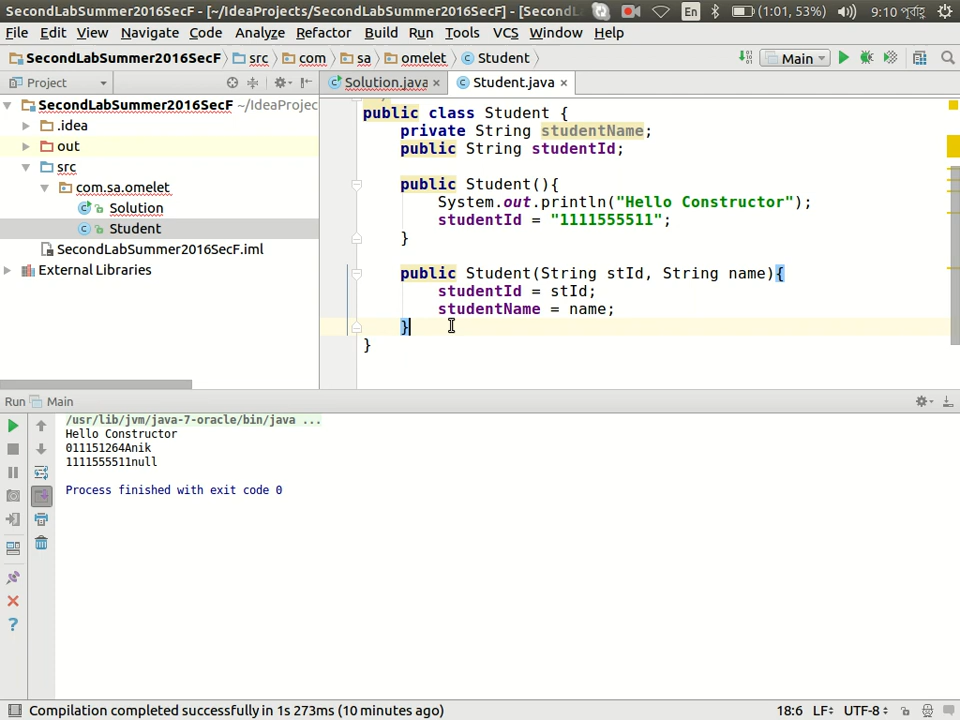 SecondLabSummer2016SecF - [~/IdeaProjects/SecondLabSummer2016SecF] - [SecondL
En
(1:01, 53%)
9:10 পূর্বাহ্ণ
File Edit View Navigate Code Analyze Refactor Build Run Tools VCS Window Help
SecondLabSummer2016SecF src com sa omelet Student
Main
Project
Solution.java
Student.java
SecondLabSummer2016SecF ~/IdeaProjec
.idea
out
src
com.sa.omelet
Solution
Student
SecondLabSummer2016SecF.iml
External Libraries
public class Student {
private String studentName;
public String studentId;
public Student(){
System.out.println("Hello Constructor");
studentId = "1111555511";
}
public Student(String stId, String name){
studentId = stId;
studentName = name;
}
}
Run Main
/usr/lib/jvm/java-7-oracle/bin/java ...
Hello Constructor
011151264Anik
1111555511null
Process finished with exit code 0
Compilation completed successfully in 1s 273ms (10 minutes ago)
18:6 LF UTF-8